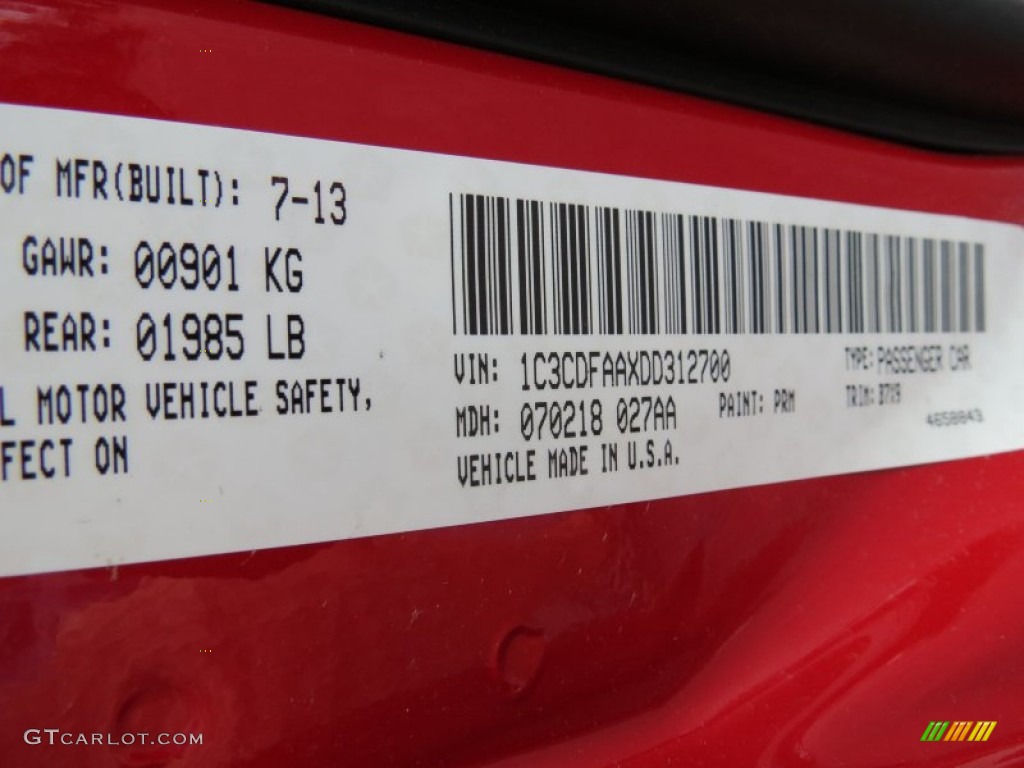 OF MFR(BUILT): 7-13
GAWR: 00901 KG
REAR: 01985 LB
L MOTOR VEHICLE SAFETY,
FECT ON
VIN: 1C3CDFAAXDD312700
TYPE: PASSENGER CAR
MDH: 070218 027AA
PAINT: PRM
TRIM: B7X9
VEHICLE MADE IN U.S.A.
4658843
GTCARLOT.COM